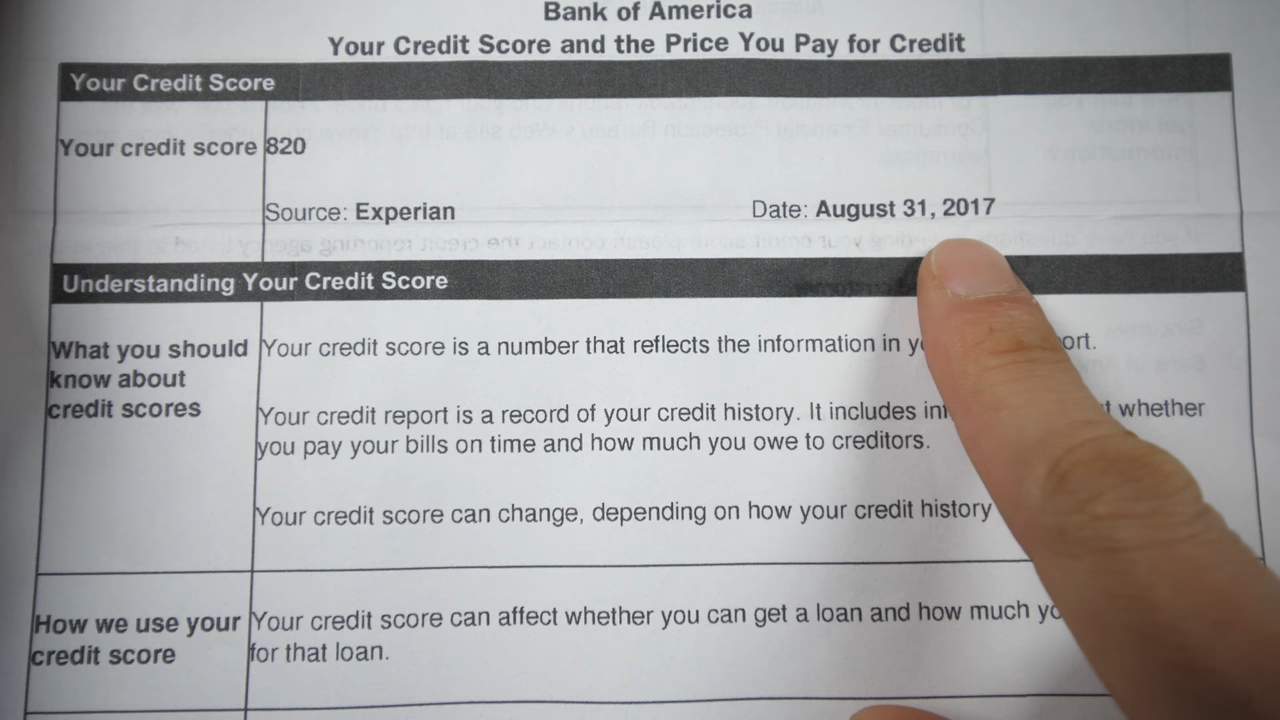 Bank of America
Your Credit Score and the Price You Pay for Credit
Your Credit Score
Your credit score 820
Source: Experian Date: August 31, 2017
Understanding Your Credit Score
What you should know about credit scores
Your credit score is a number that reflects the information in
Your credit report is a record of your credit history. It includes whether
you pay your bills on time and how much you owe to creditors.
Your credit score can change, depending on how your credit history
How we use your credit score
Your credit score can affect whether you can get a loan and how much
for that loan.